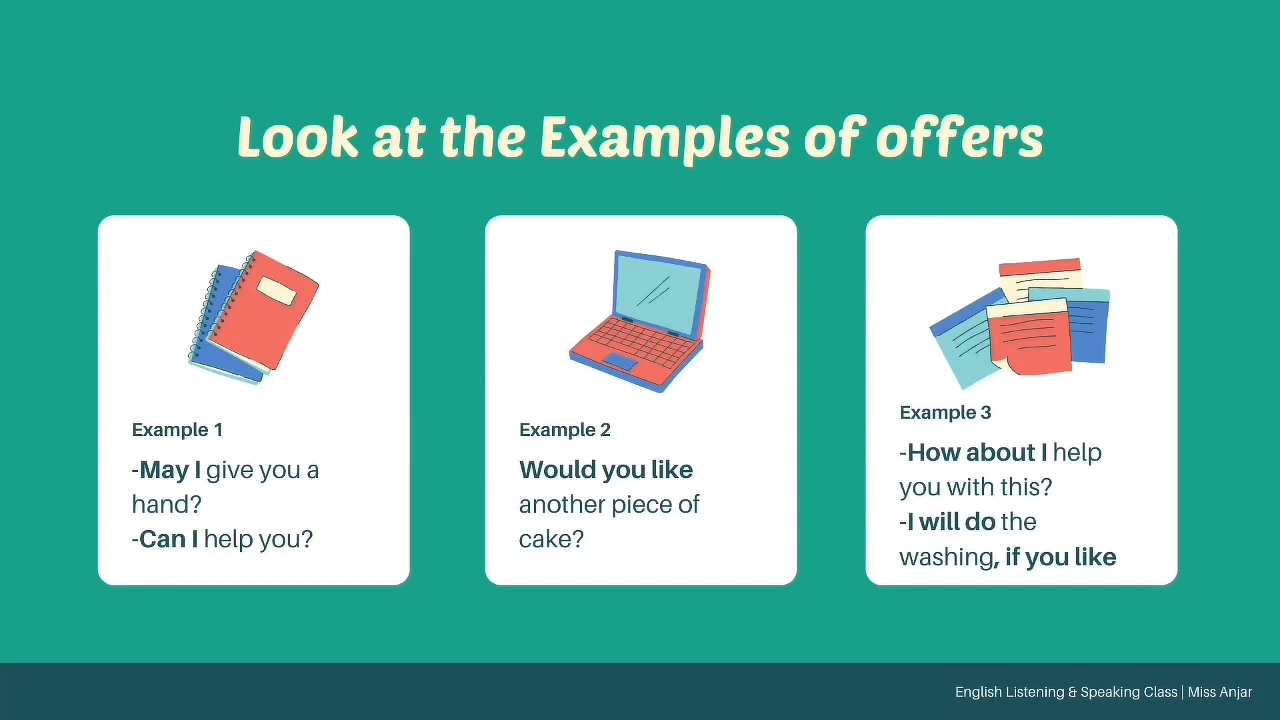 Look at the Examples of offers
Example 1
-May I give you a
hand?
-Can I help you?
Example 2
Would you like
another piece of
cake?
Example 3
-How about I help
you with this?
-I will do the
washing, if you like
English Listening & Speaking Class | Miss Anjar